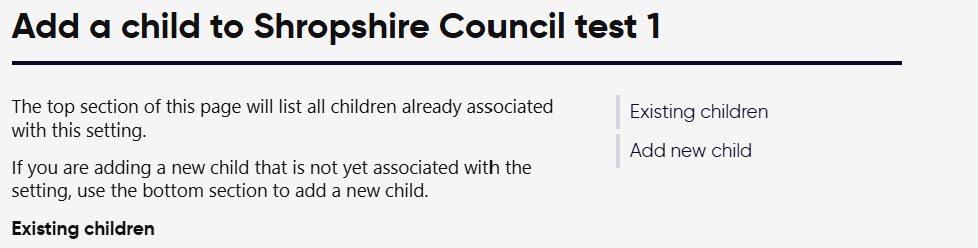 Add a child to Shropshire Council test 1
The top section of this page will list all children already associated
with this setting.
If you are adding a new child that is not yet associated with the
setting, use the bottom section to add a new child.
Existing children
Existing children
Add new child